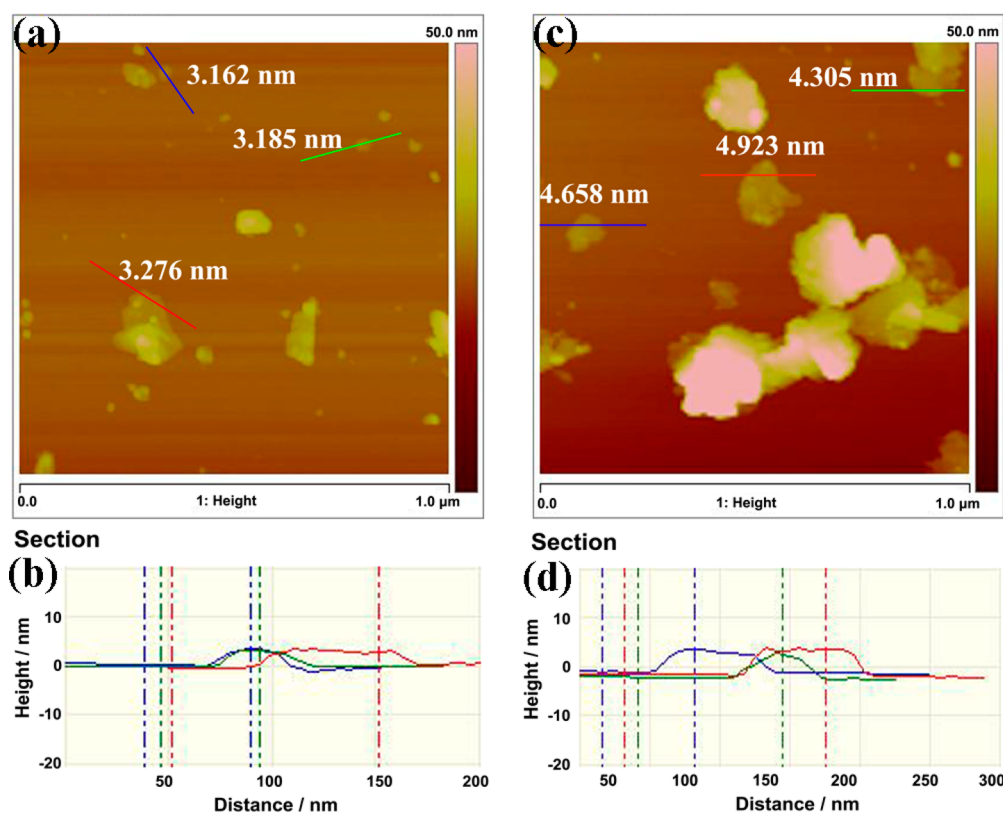 (a)
50.0 nm
3.162 nm
3.185 nm
3.276 nm
0.0
1: Height
1.0 µm
(c)
50.0 nm
4.305 nm
4.923 nm
4.658 nm
0.0
1: Height
1.0 µm
Section
(b)
Height / nm
10
0
-10
-20
50
100
150
200
Distance / nm
Section
(d)
Height / nm
10
0
-10
-20
50
100
150
200
250
300
Distance / nm